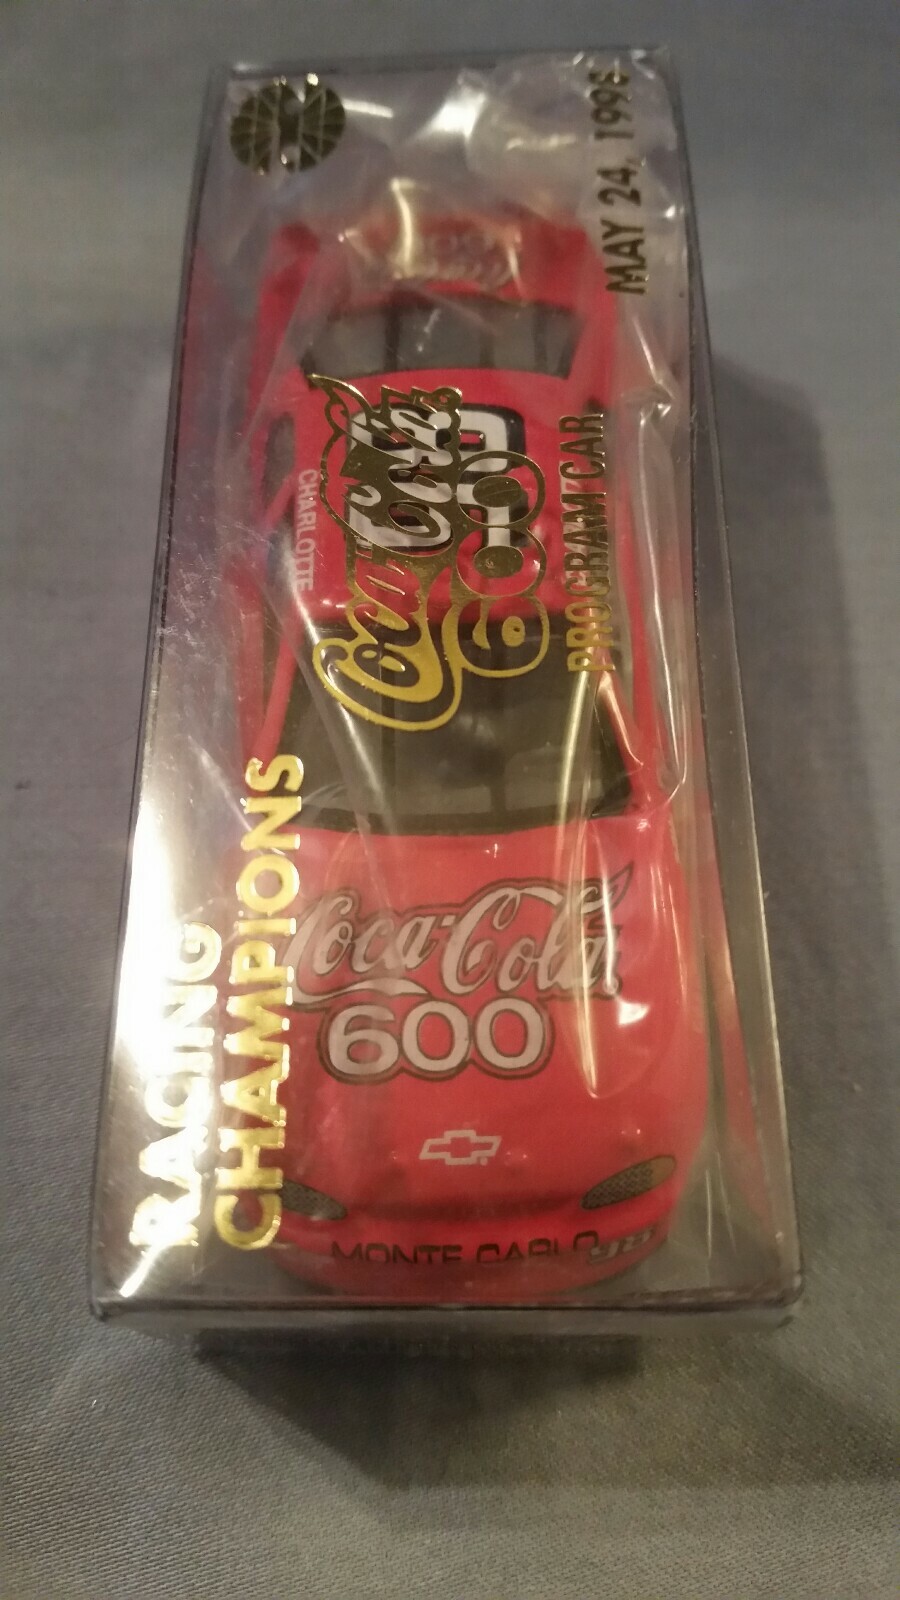 MAY 24, 1998
Coca-Cola
600
PROGRAM CAR
RACING
CHAMPIONS
CHARLOTTE
Coca-Cola
600
MONTE CARLO